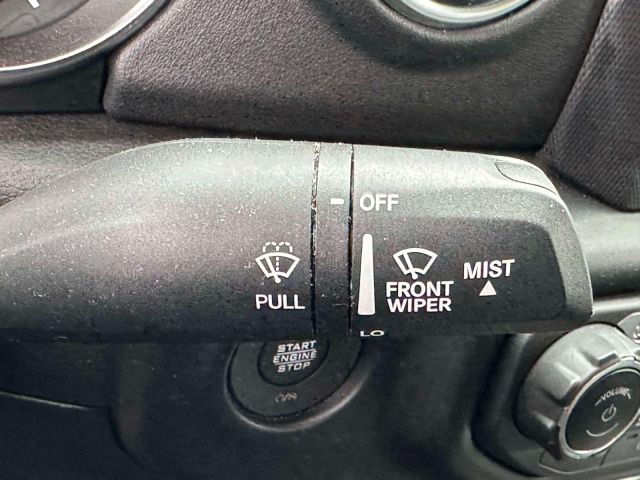 OFF
FRONT
WIPER
MIST
PULL
LO
START
ENGINE
STOP
VOLUME